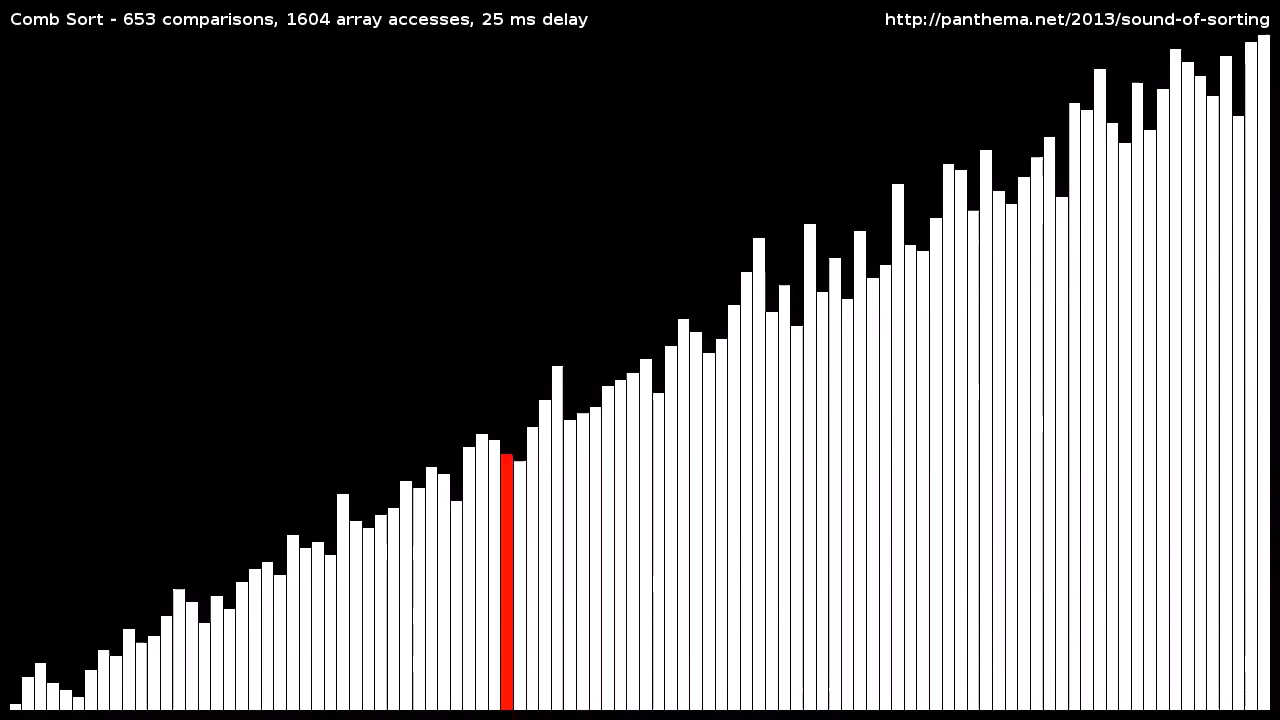 Comb Sort - 653 comparisons, 1604 array accesses, 25 ms delay
http://panthema.net/2013/sound-of-sorting